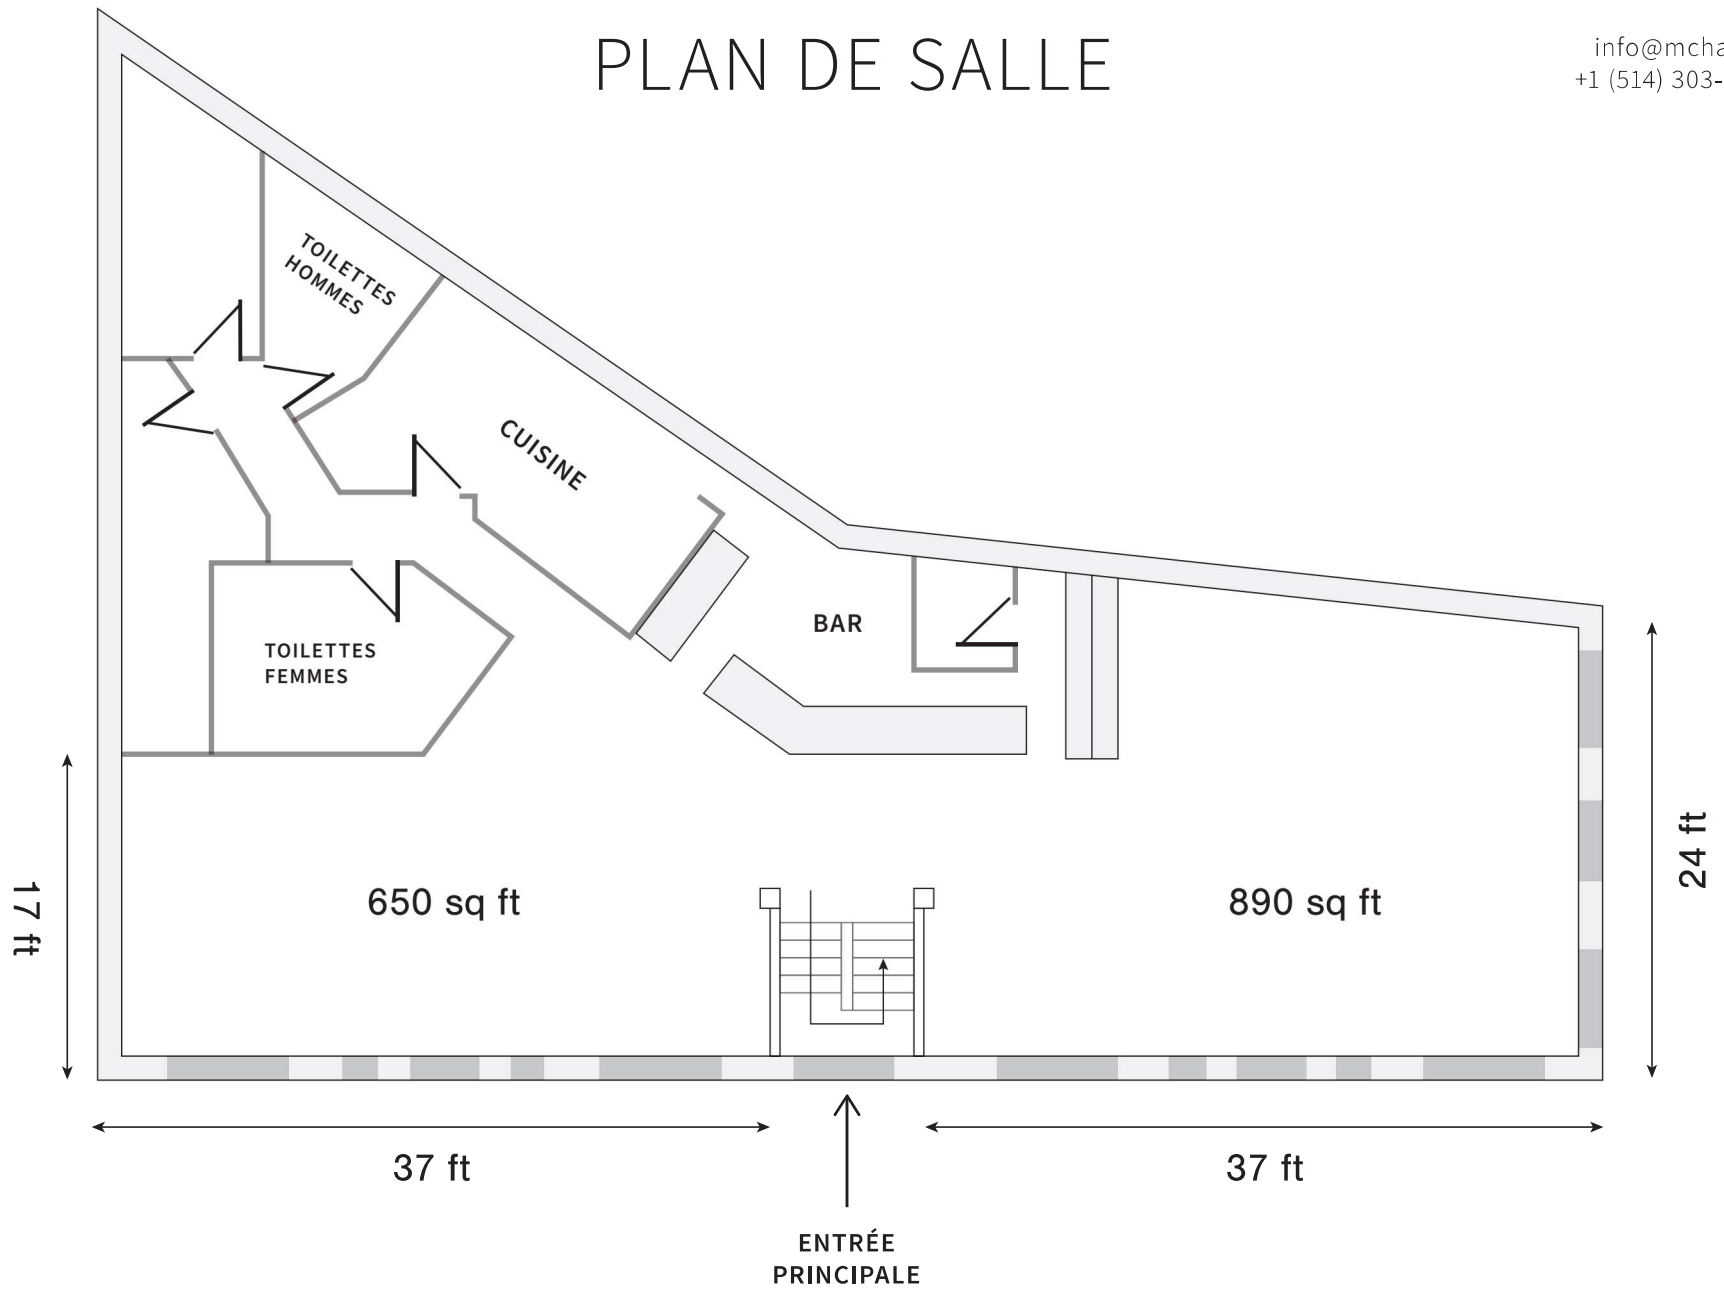 PLAN DE SALLE
info@mcha
+1 (514) 303-
TOILETTES
HOMMES
CUISINE
BAR
TOILETTES
FEMMES
17 ft
650 sq ft
890 sq ft
24 ft
37 ft
37 ft
ENTRÉE
PRINCIPALE